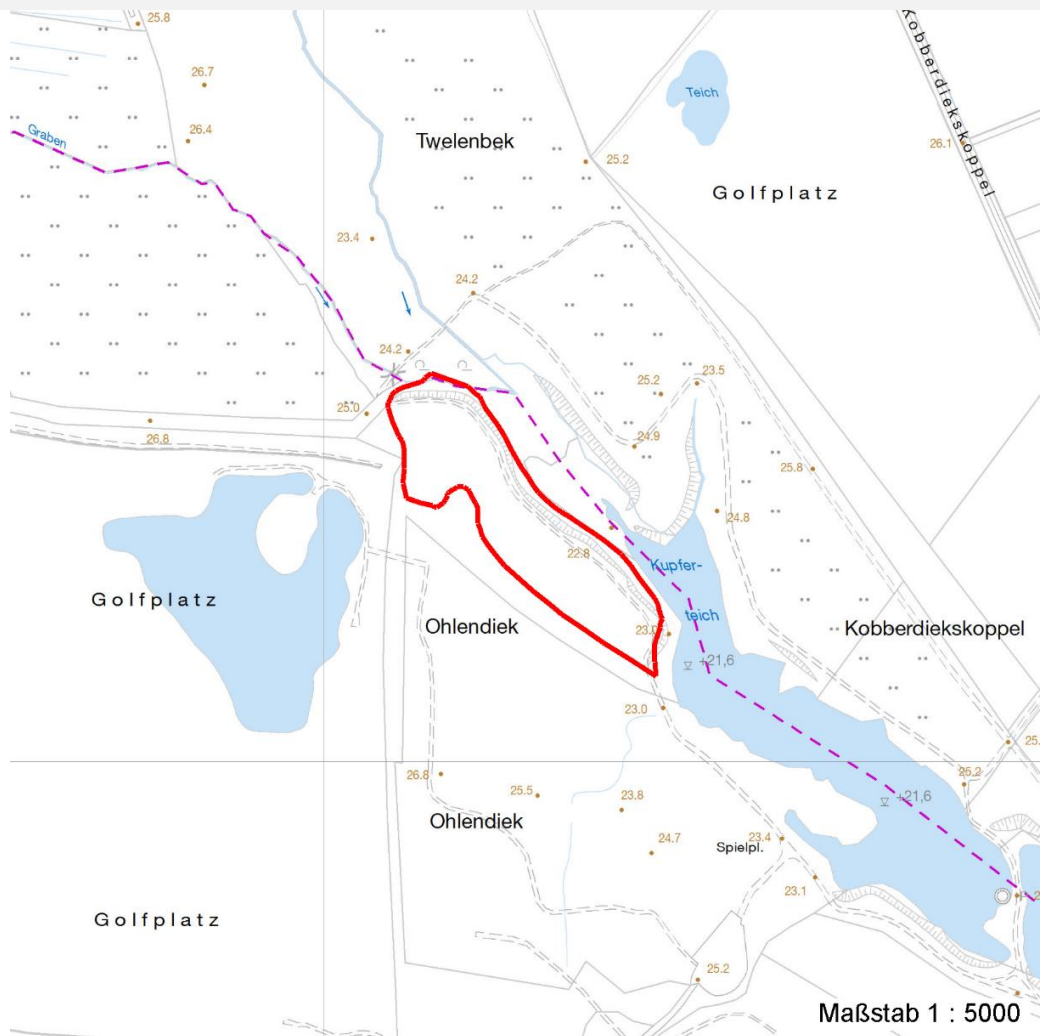 25.8
26.7
26.4
Graben
Twelenbek
25.2
Teich
Kobberdiekskoppel
26.1
Golfplatz
23.4
24.2
24.2
25.0
26.8
25.2
23.5
24.9
25.8
24.8
22.8
Kupfer-
teich
Golfplatz
Ohlendiek
23.0
Kobberdiekskoppel
+21,6
23.0
26.8
25.5
23.8
Ohlendiek
24.7
Spielpl.
23.4
25.2
+21,6
23.1
Golfplatz
25.2
Maßstab 1 : 5000